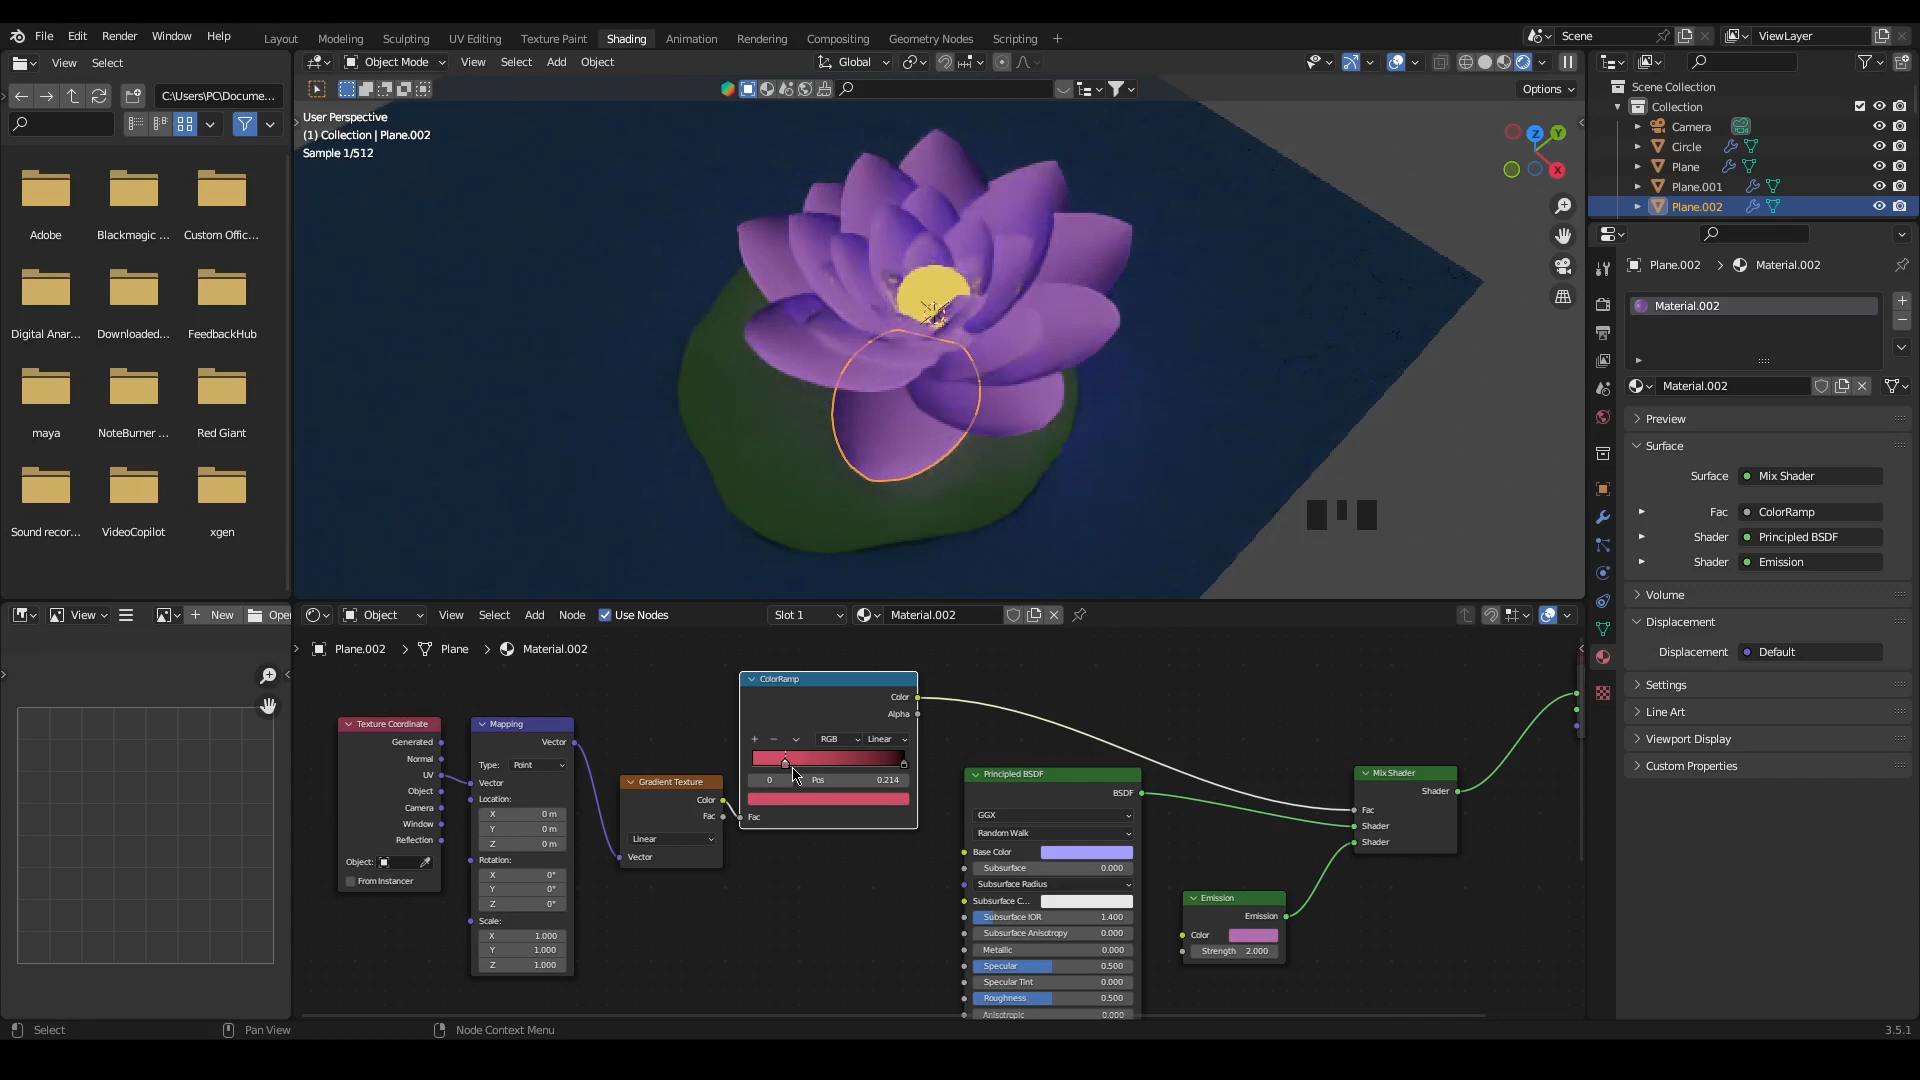 File Edit Render Window Help
Layout Modeling Sculpting UV Editing Texture Paint Shading Animation Rendering Compositing Geometry Nodes Scripting +
Scene
ViewLayer
View Select
C:\Users\PC\Docume...
Adobe Blackmagic ... Custom Offic...
Digital Anar... Downloaded... FeedbackHub
maya NoteBurner ... Red Giant
Sound recor... VideoCopilot xgen
Object Mode View Select Add Object
Global
Options
User Perspective
(1) Collection | Plane.002
Sample 1/512
Z Y
X
Scene Collection
Collection
Camera
Circle
Plane
Plane.001
Plane.002
Plane.002 > Material.002
Material.002
Material.002
Preview
Surface
Surface Mix Shader
Fac ColorRamp
Shader Principled BSDF
Shader Emission
Volume
Displacement
Displacement Default
Settings
Line Art
Viewport Display
Custom Properties
View
+ New Ope
Object View Select Add Node Use Nodes
Slot 1
Material.002
Plane.002 > Plane > Material.002
Texture Coordinate
Generated
Normal
UV
Object
Camera
Window
Reflection
Object:
From Instancer
Mapping
Vector
Type: Point
Vector
Location:
X 0 m
Y 0 m
Z 0 m
Rotation:
X 0°
Y 0°
Z 0°
Scale:
X 1.000
Y 1.000
Z 1.000
Gradient Texture
Color
Fac
Linear
Vector
ColorRamp
Color
Alpha
+ − RGB Linear
0 Pos 0.214
Fac
Principled BSDF
BSDF
GGX
Random Walk
Base Color
Subsurface 0.000
Subsurface Radius
Subsurface C...
Subsurface IOR 1.400
Subsurface Anisotropy 0.000
Metallic 0.000
Specular 0.500
Specular Tint 0.000
Roughness 0.500
Anisotropic 0.000
Emission
Emission
Color
Strength 2.000
Mix Shader
Shader
Fac
Shader
Shader
Select Pan View Node Context Menu
3.5.1